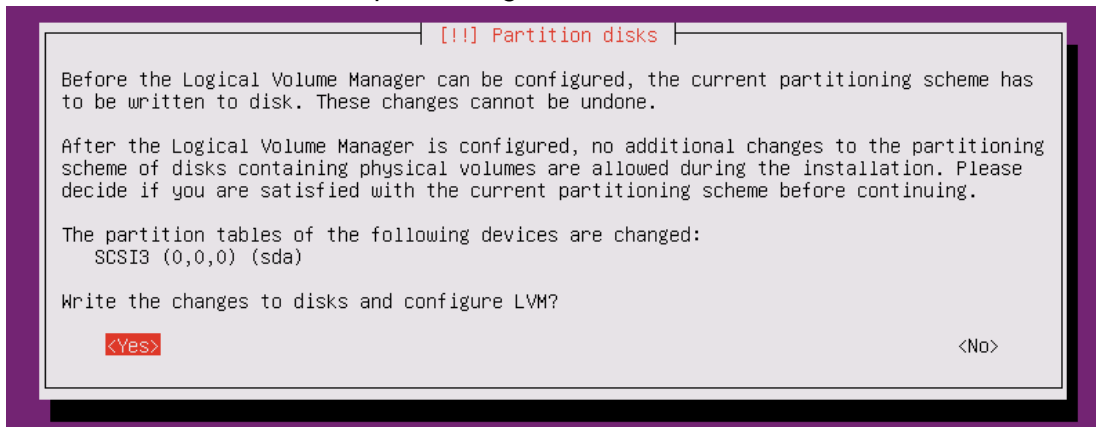 [!!] Partition disks
Before the Logical Volume Manager can be configured, the current partitioning scheme has
to be written to disk. These changes cannot be undone.
After the Logical Volume Manager is configured, no additional changes to the partitioning
scheme of disks containing physical volumes are allowed during the installation. Please
decide if you are satisfied with the current partitioning scheme before continuing.
The partition tables of the following devices are changed:
SCSI3 (0,0,0) (sda)
Write the changes to disks and configure LVM?
<Yes> <No>